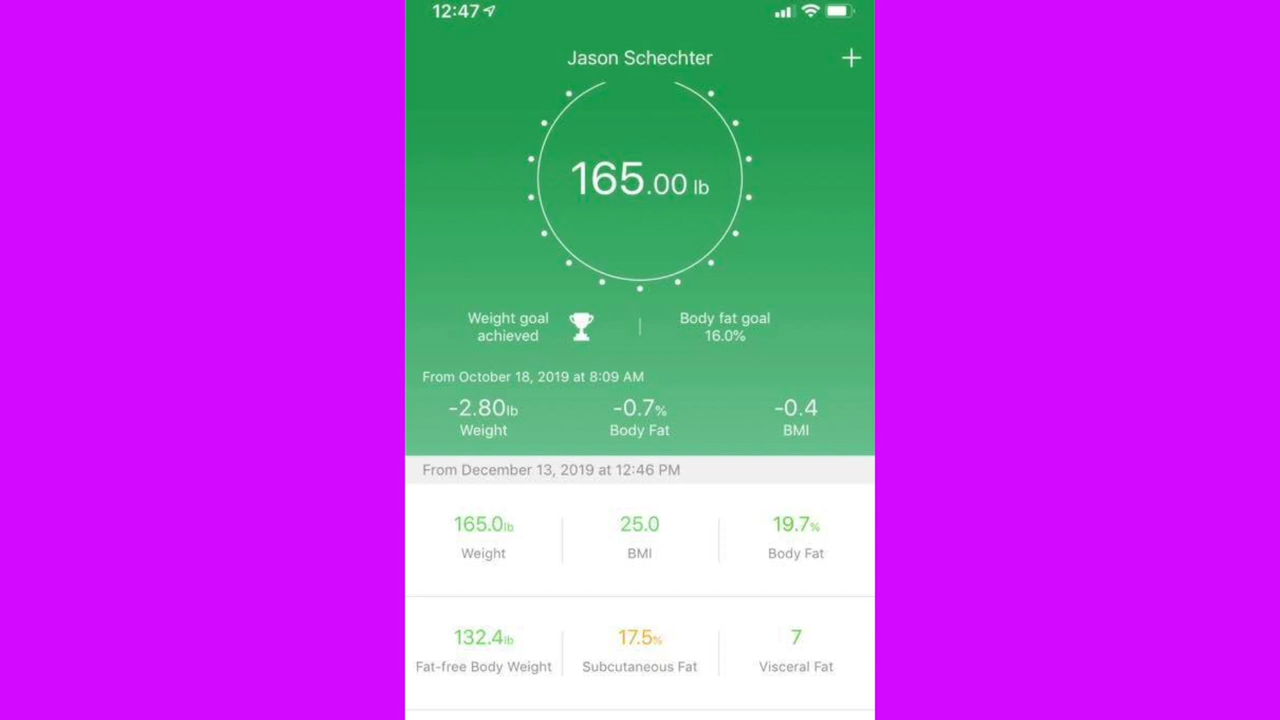 12:47
Jason Schechter
+
165.00 lb
Weight goal
achieved
Body fat goal
16.0%
From October 18, 2019 at 8:09 AM
-2.80lb -0.7% -0.4
Weight Body Fat BMI
From December 13, 2019 at 12:46 PM
165.0lb 25.0 19.7%
Weight BMI Body Fat
132.4lb 17.5% 7
Fat-free Body Weight Subcutaneous Fat Visceral Fat